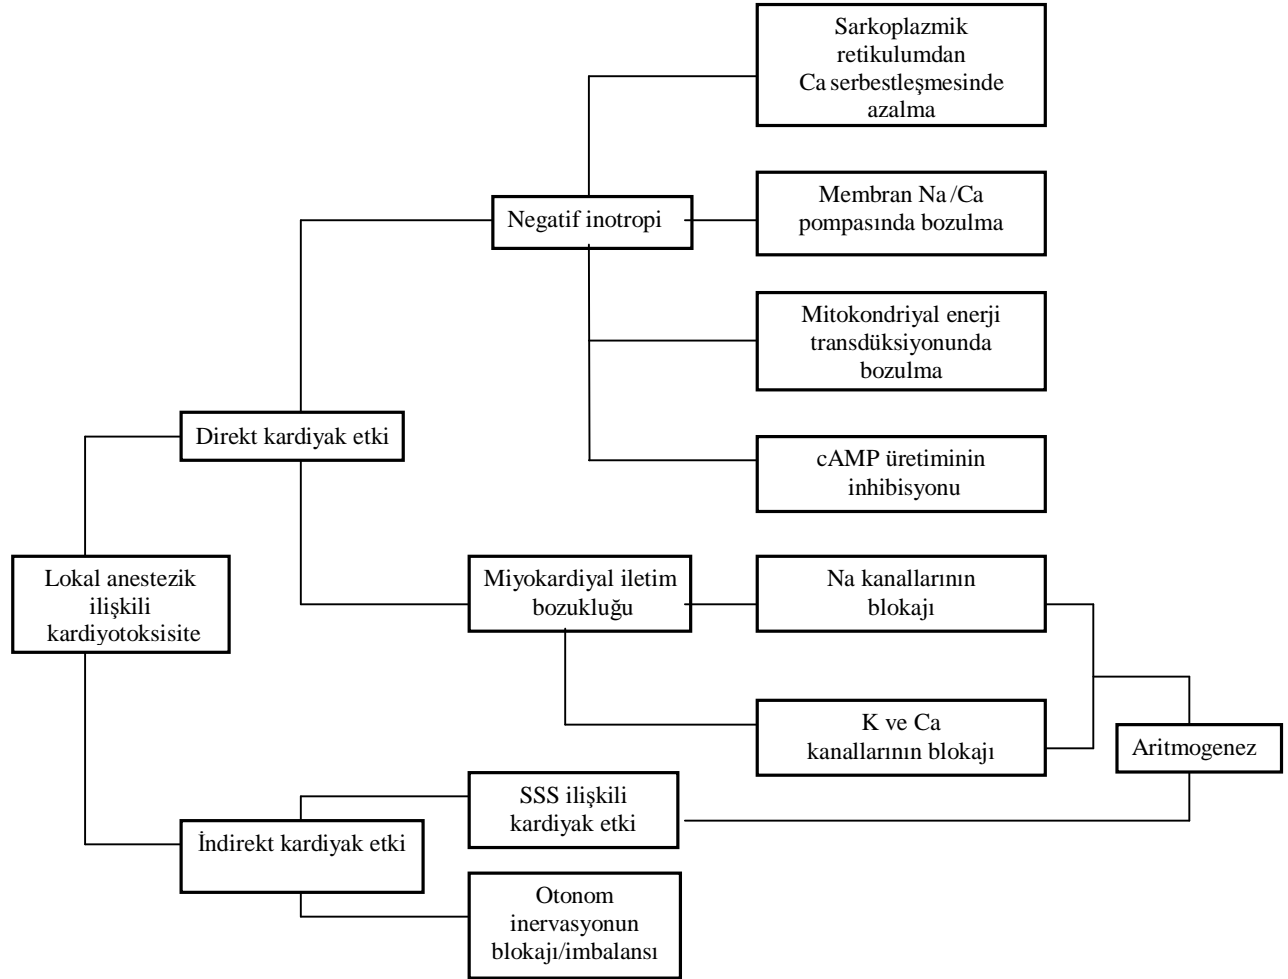 Sarkoplazmik
retikulumdan
Ca serbestleşmesinde
azalma
Negatif inotropi
Membran Na /Ca
pompasında bozulma
Mitokondriyal enerji
transdüksiyonunda
bozulma
Direkt kardiyak etki
cAMP üretiminin
inhibisyonu
Lokal anestezik
ilişkili
kardiyotoksisite
Miyokardiyal iletim
bozukluğu
Na kanallarının
blokajı
K ve Ca
kanallarının blokajı
Aritmogenez
SSS ilişkili
kardiyak etki
İndirekt kardiyak etki
Otonom
inervasyonun
blokajı/imbalansı